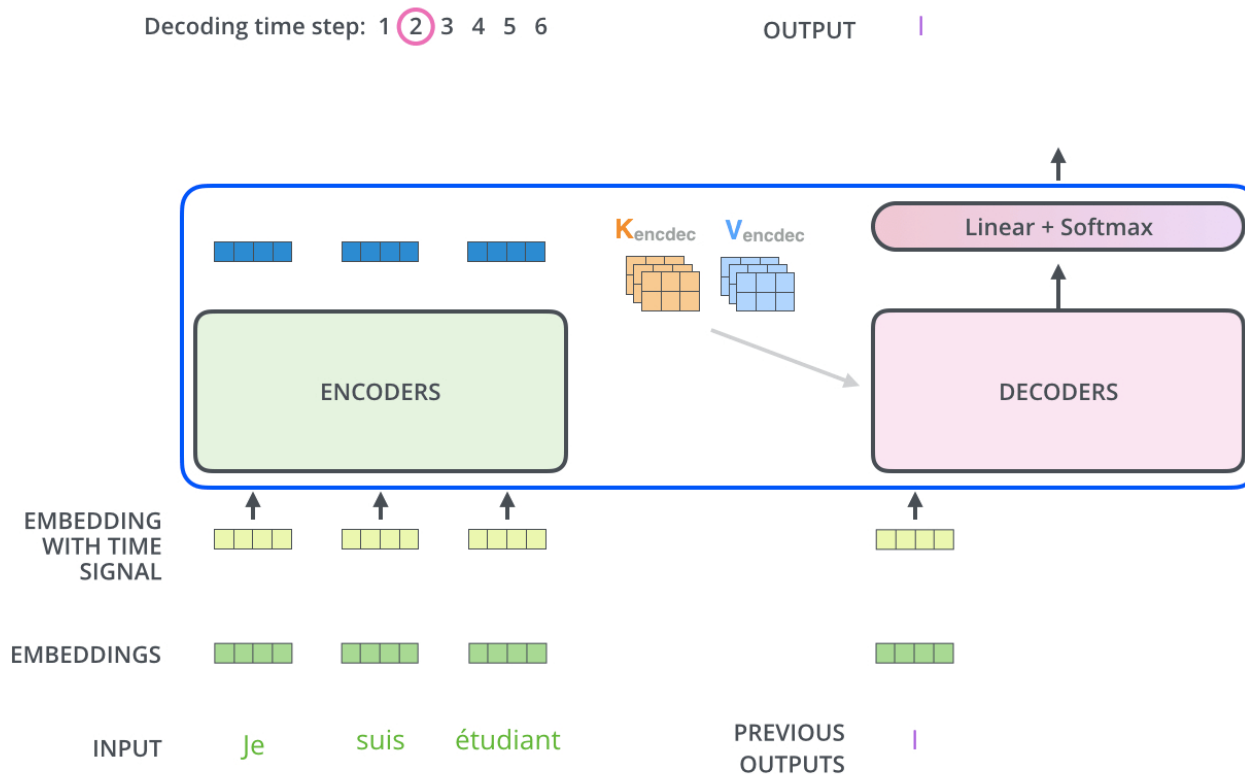 Decoding time step: 1 2 3 4 5 6
OUTPUT I
Kencdec Vencdec
Linear + Softmax
ENCODERS
DECODERS
EMBEDDING
WITH TIME
SIGNAL
EMBEDDINGS
INPUT Je suis étudiant
PREVIOUS
OUTPUTS
I